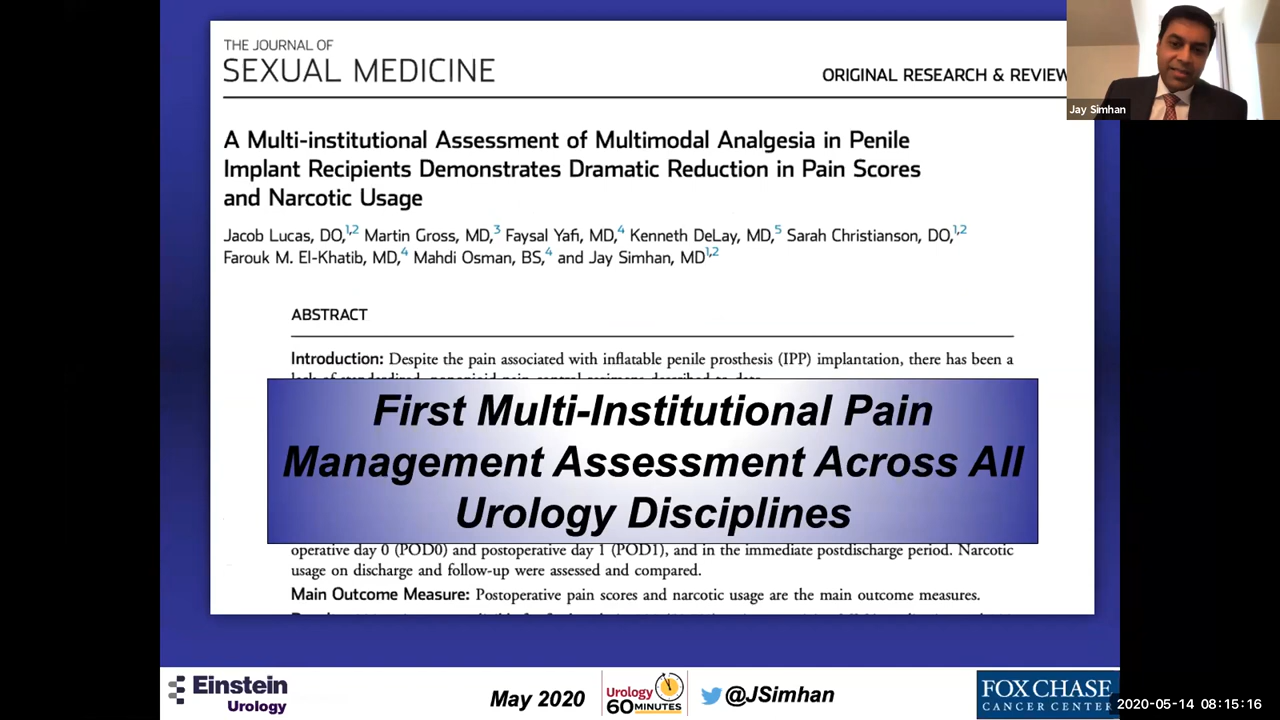 THE JOURNAL OF
SEXUAL MEDICINE
ORIGINAL RESEARCH & REVIEW
Jay Simhan
A Multi-institutional Assessment of Multimodal Analgesia in Penile
Implant Recipients Demonstrates Dramatic Reduction in Pain Scores
and Narcotic Usage
Jacob Lucas, DO,1,2 Martin Gross, MD,3 Faysal Yafi, MD,4 Kenneth DeLay, MD,5 Sarah Christianson, DO,1,2
Farouk M. El-Khatib, MD,4 Mahdi Osman, BS,4 and Jay Simhan, MD1,2
ABSTRACT
Introduction: Despite the pain associated with inflatable penile prosthesis (IPP) implantation, there has been a
First Multi-Institutional Pain
Management Assessment Across All
Urology Disciplines
operative day 0 (POD0) and postoperative day 1 (POD1), and in the immediate postdischarge period. Narcotic
usage on discharge and follow-up were assessed and compared.
Main Outcome Measure: Postoperative pain scores and narcotic usage are the main outcome measures.
Einstein
Urology
May 2020
Urology
60 MINUTES
@JSimhan
FOX CHASE
CANCER CENTER
2020-05-14 08:15:16